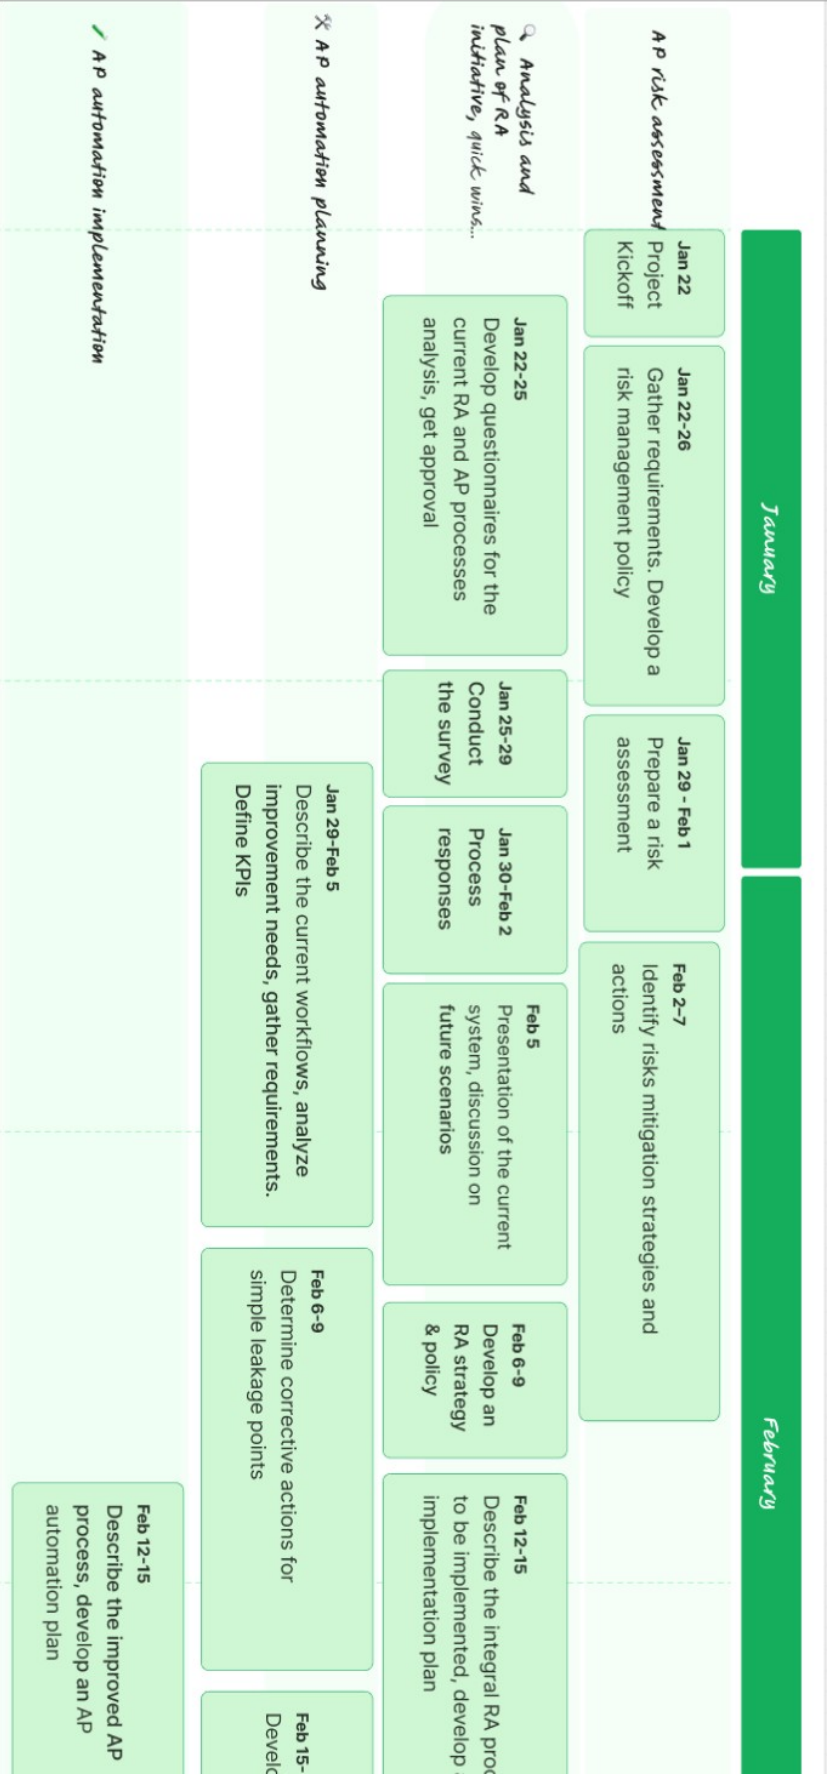 January
February
AP risk assessment
Jan 22
Project
Kickoff
Jan 22-26
Gather requirements. Develop a
risk management policy
Jan 29 - Feb 1
Prepare a risk
assessment
Feb 2-7
Identify risks mitigation strategies and
actions
🔍 Analysis and
plan of RA
initiative, quick wins...
Jan 22-25
Develop questionnaires for the
current RA and AP processes
analysis, get approval
Jan 25-29
Conduct
the survey
Jan 30-Feb 2
Process
responses
Feb 5
Presentation of the current
system, discussion on
future scenarios
Feb 6-9
Develop an
RA strategy
& policy
Feb 12-15
Describe the integral RA
to be implemented, develop
implementation plan
🛠 AP automation planning
Jan 29-Feb 5
Describe the current workflows, analyze
improvement needs, gather requirements.
Define KPIs
Feb 6-9
Determine corrective actions for
simple leakage points
Feb 15-
AP automation implementation
Feb 12-15
Describe the improved AP
process, develop an AP
automation plan